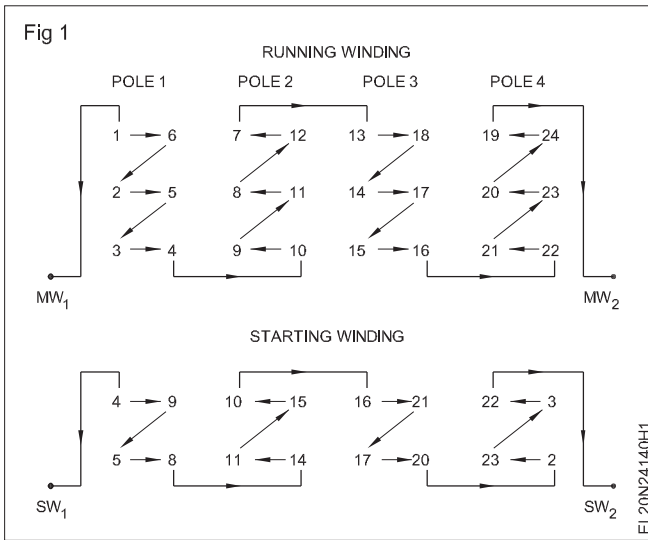 Fig 1
RUNNING WINDING
POLE 1 POLE 2 POLE 3 POLE 4
1 6 7 12 13 18 19 24
2 5 8 11 14 17 20 23
3 4 9 10 15 16 21 22
MW1 MW2
STARTING WINDING
4 9 10 15 16 21 22 3
5 8 11 14 17 20 23 2
SW1 SW2
EL20N24140H1